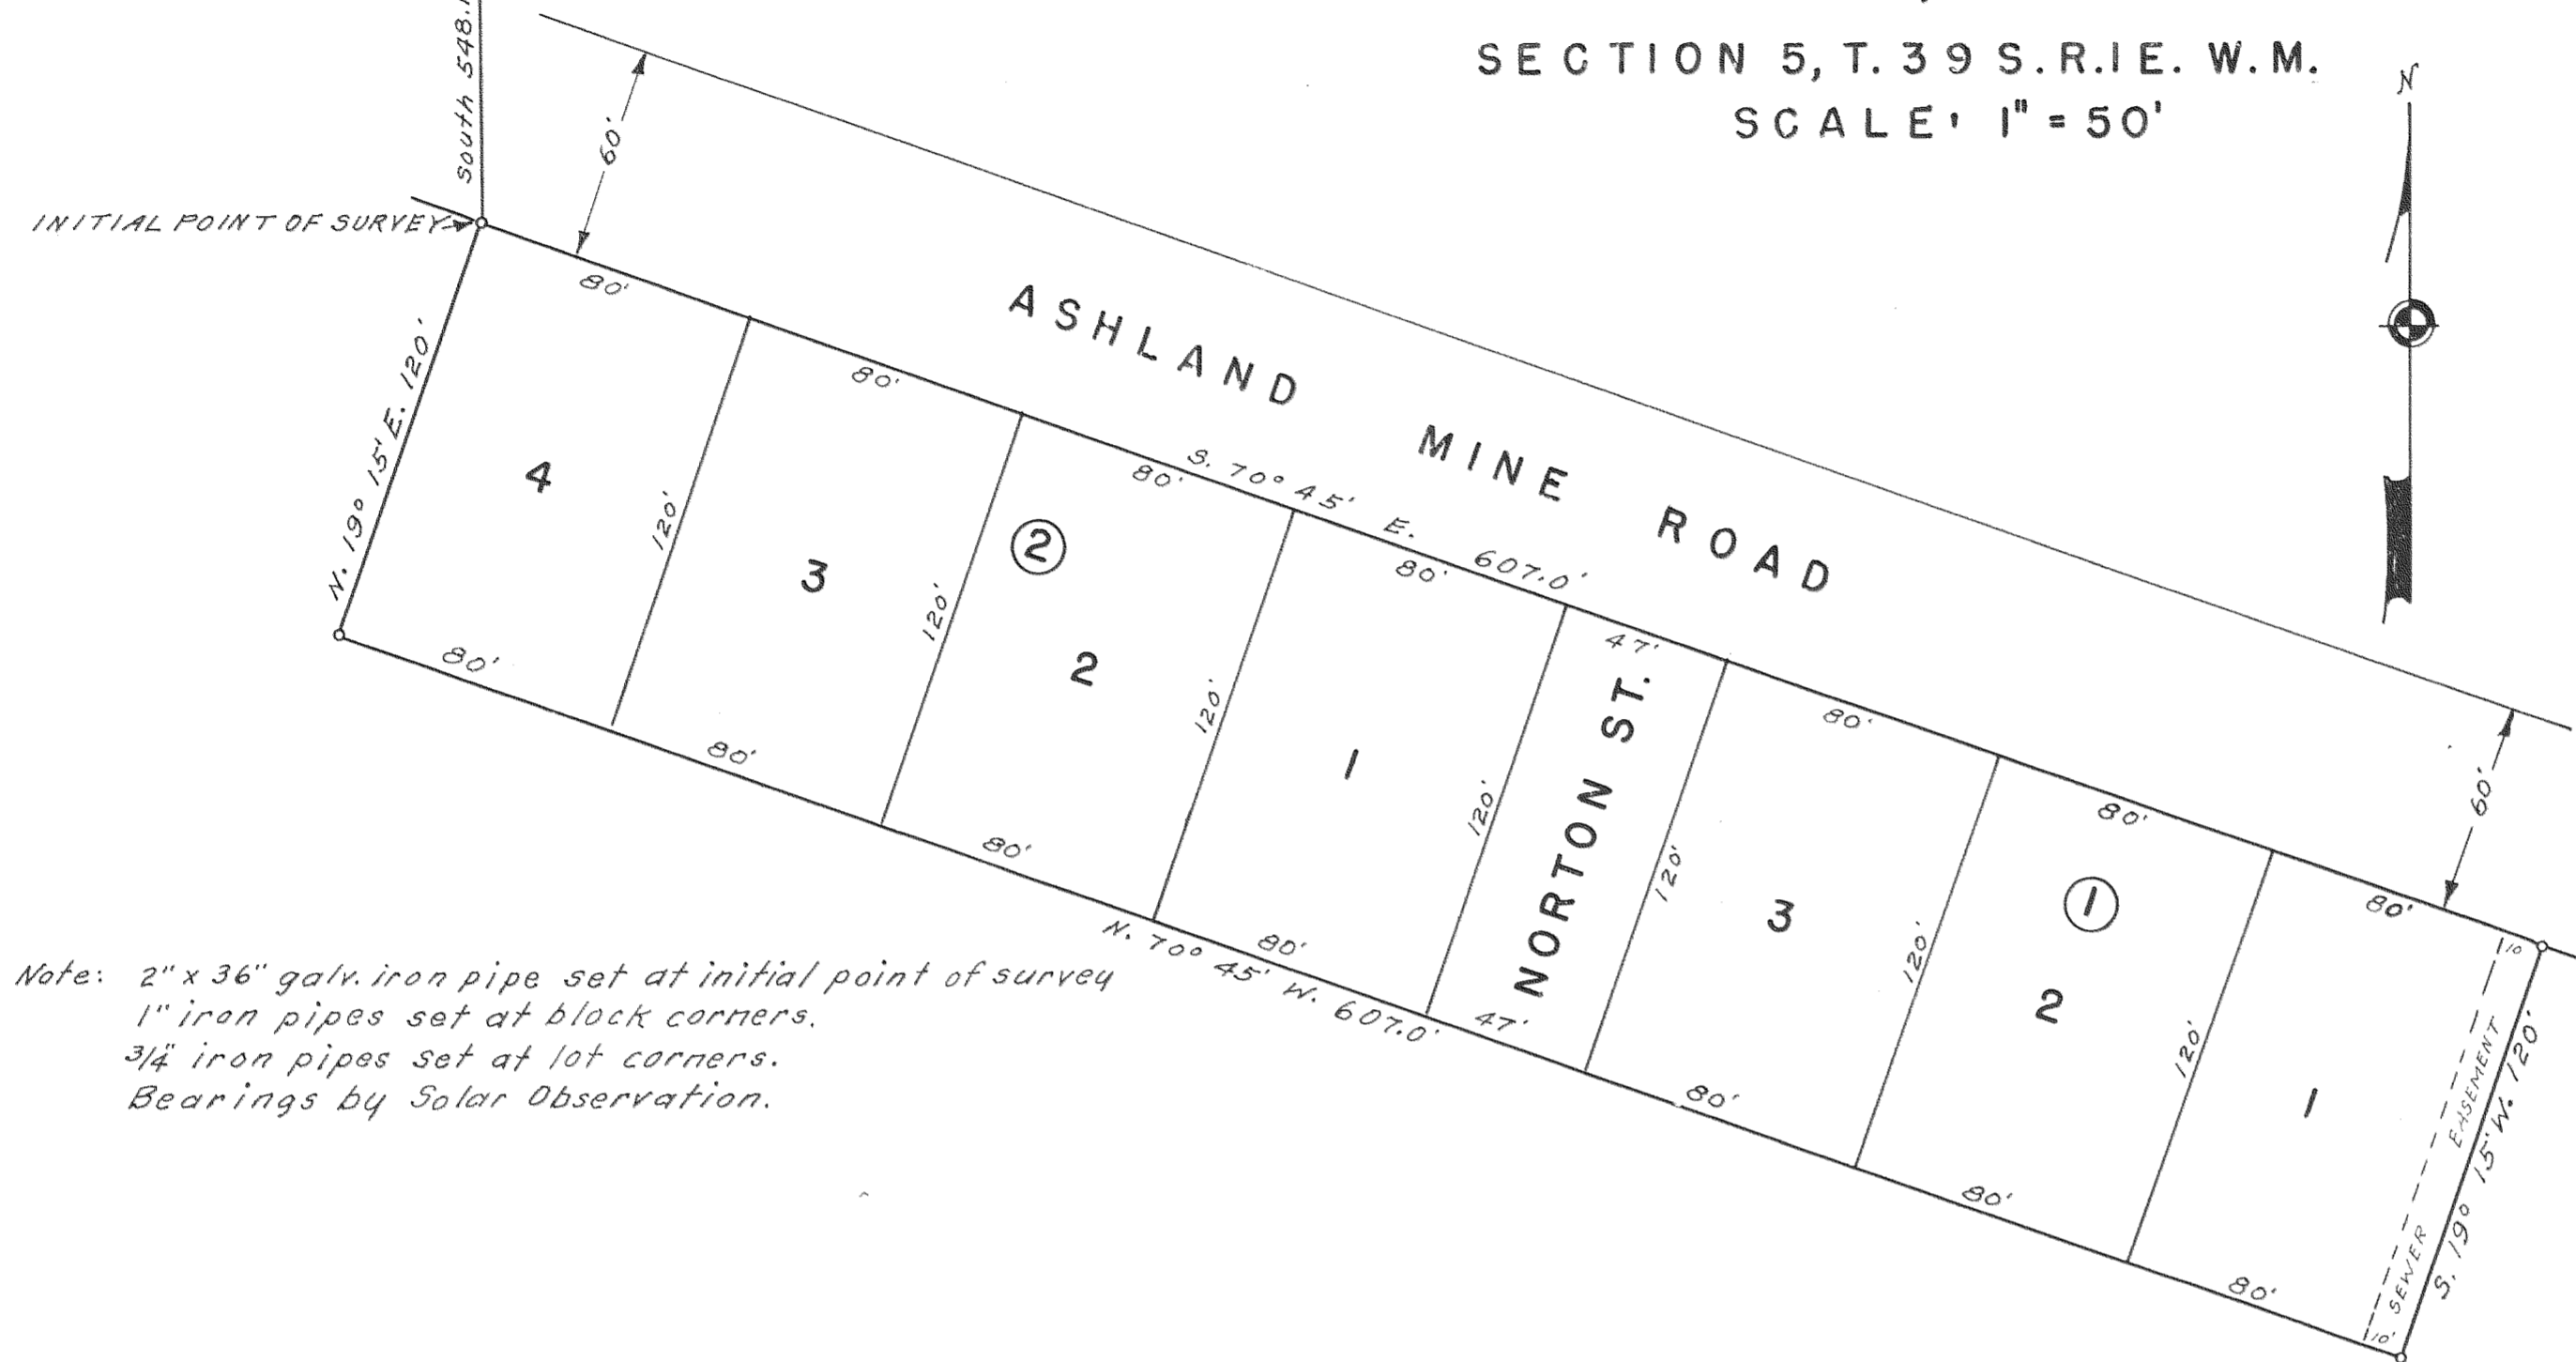 SECTION 5, T. 39 S. R. 1 E. W. M.
SCALE: 1" = 50'
N
South 548.
60'
INITIAL POINT OF SURVEY
80'
80'
80'
80'
47'
80'
80'
80'
ASHLAND MINE ROAD
S. 70° 45' E. 607.0'
N. 19° 15' E. 120'
4
120'
3
120'
②
2
120'
1
120'
NORTON ST.
120'
3
120'
①
2
120'
1
60'
10
SEWER EASEMENT
10'
S. 19° 15' W. 120'
80'
80'
80'
80'
47'
80'
80'
80'
N. 70° 45' W. 607.0'
Note: 2" x 36" galv. iron pipe set at initial point of survey
1" iron pipes set at block corners.
3/4" iron pipes set at lot corners.
Bearings by Solar Observation.